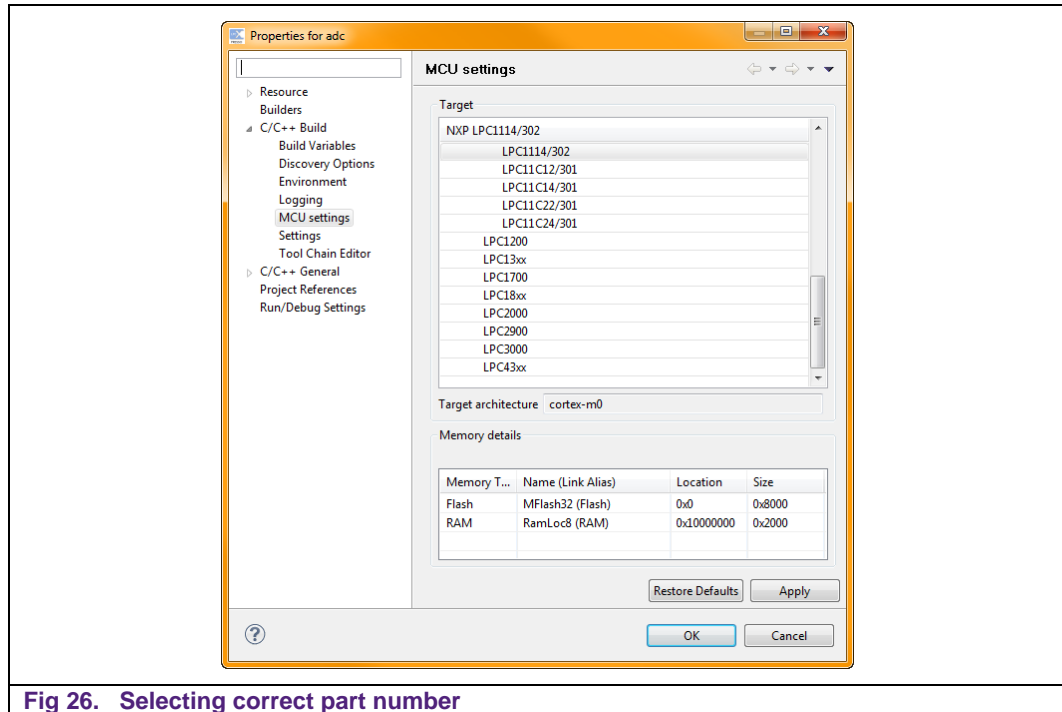 Properties for adc
MCU settings
Resource
Builders
C/C++ Build
Build Variables
Discovery Options
Environment
Logging
MCU settings
Settings
Tool Chain Editor
C/C++ General
Project References
Run/Debug Settings
Target
NXP LPC1114/302
LPC1114/302
LPC11C12/301
LPC11C14/301
LPC11C22/301
LPC11C24/301
LPC1200
LPC13xx
LPC1700
LPC18xx
LPC2000
LPC2900
LPC3000
LPC43xx
Target architecture cortex-m0
Memory details
Memory T... Name (Link Alias) Location Size
Flash MFlash32 (Flash) 0x0 0x8000
RAM RamLoc8 (RAM) 0x10000000 0x2000
Restore Defaults Apply
? OK Cancel
Fig 26. Selecting correct part number